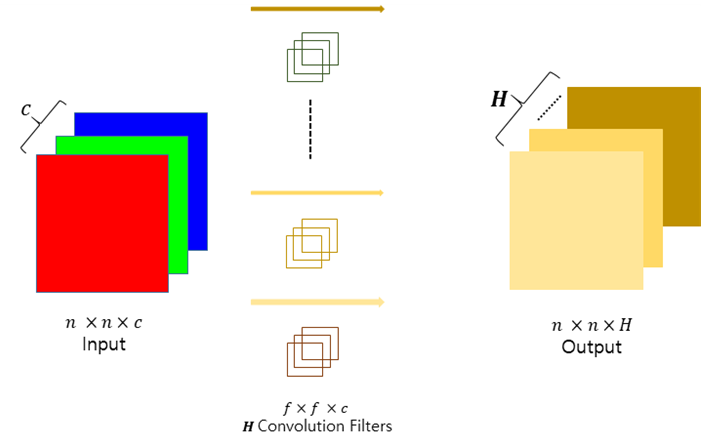 c
n × n × c
Input
f × f × c
H Convolution Filters
H
n × n × H
Output